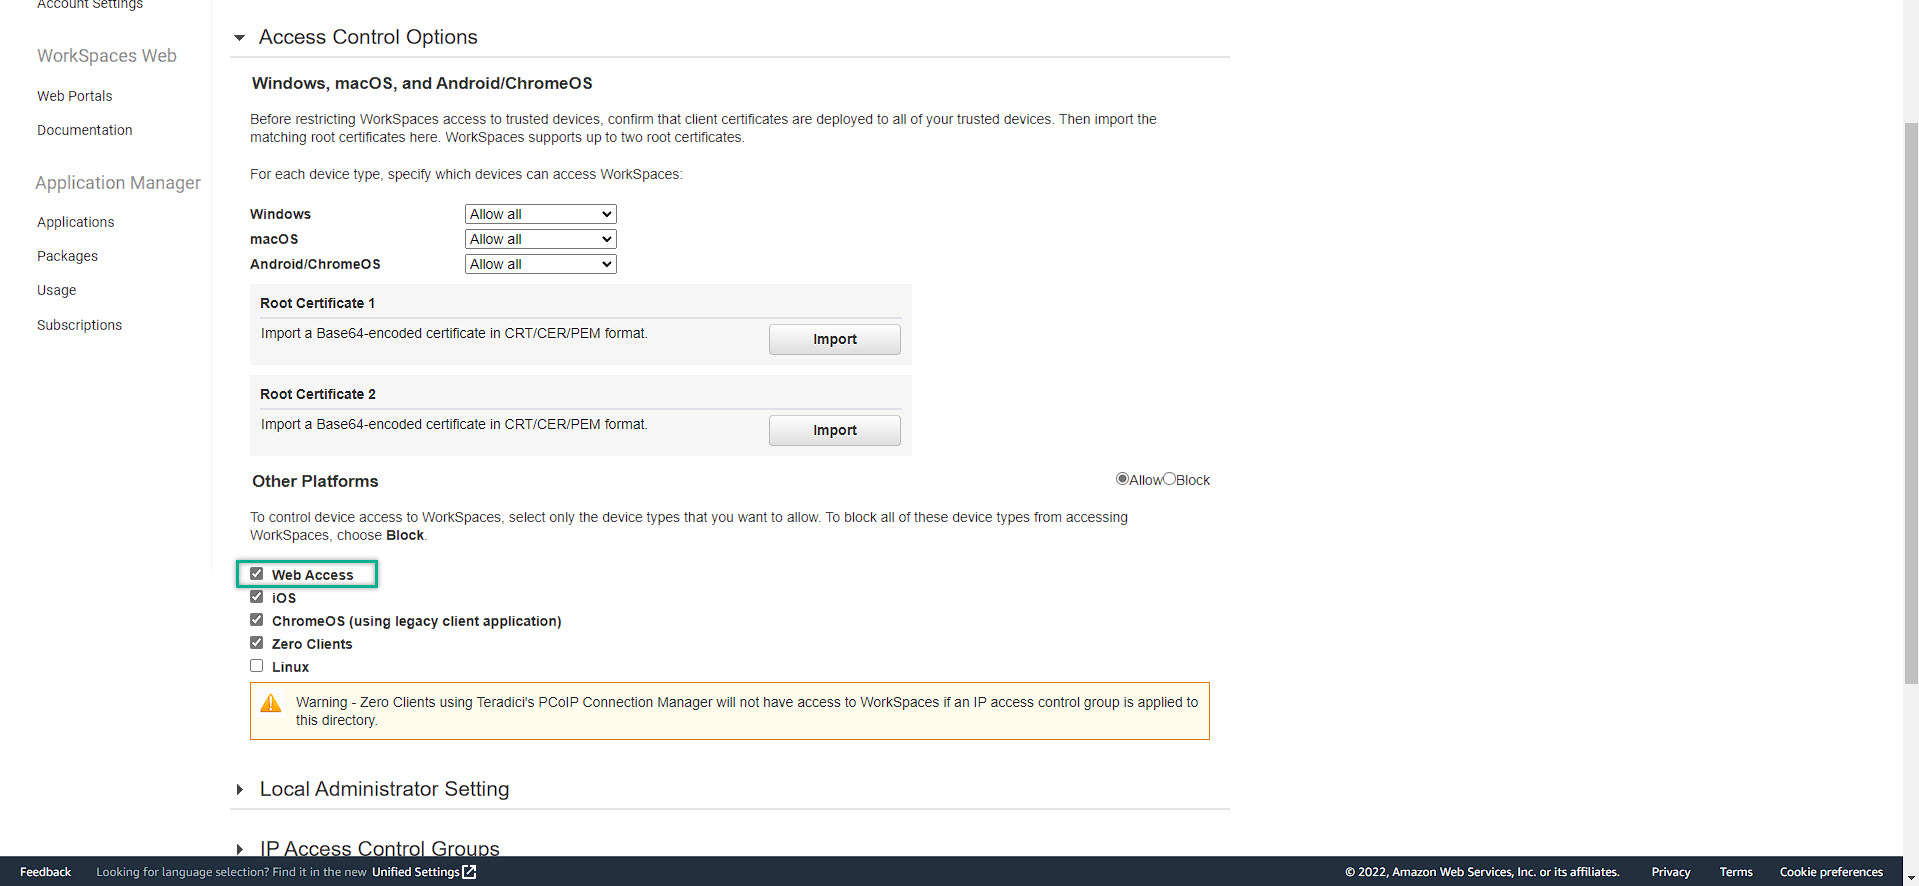 Account Settings
WorkSpaces Web
Web Portals
Documentation
Application Manager
Applications
Packages
Usage
Subscriptions
Access Control Options
Windows, macOS, and Android/ChromeOS
Before restricting WorkSpaces access to trusted devices, confirm that client certificates are deployed to all of your trusted devices. Then import the
matching root certificates here. WorkSpaces supports up to two root certificates.
For each device type, specify which devices can access WorkSpaces:
Windows Allow all
macOS Allow all
Android/ChromeOS Allow all
Root Certificate 1
Import a Base64-encoded certificate in CRT/CER/PEM format. Import
Root Certificate 2
Import a Base64-encoded certificate in CRT/CER/PEM format. Import
Other Platforms Allow Block
To control device access to WorkSpaces, select only the device types that you want to allow. To block all of these device types from accessing
WorkSpaces, choose Block.
Web Access
iOS
ChromeOS (using legacy client application)
Zero Clients
Linux
Warning - Zero Clients using Teradici's PCoIP Connection Manager will not have access to WorkSpaces if an IP access control group is applied to
this directory.
Local Administrator Setting
IP Access Control Groups
Feedback Looking for language selection? Find it in the new Unified Settings © 2022, Amazon Web Services, Inc. or its affiliates. Privacy Terms Cookie preferences